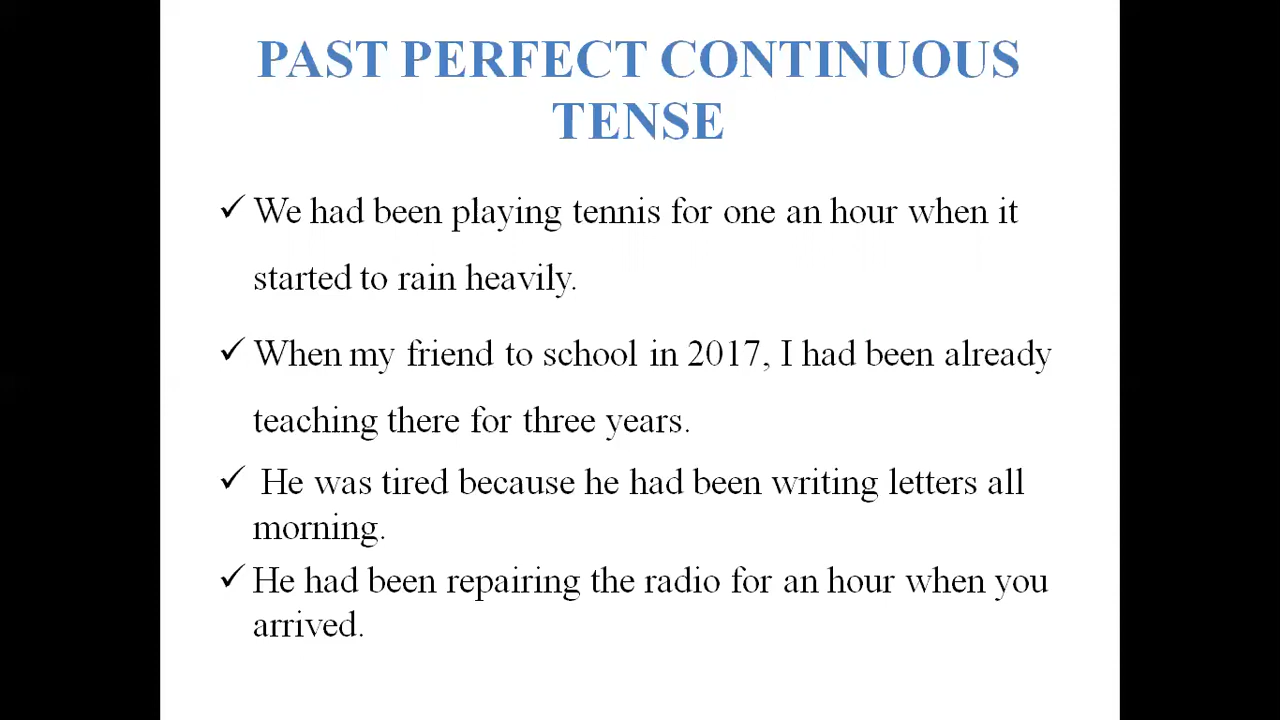 PAST PERFECT CONTINUOUS
TENSE
✓ We had been playing tennis for one an hour when it
started to rain heavily.
✓ When my friend to school in 2017, I had been already
teaching there for three years.
✓ He was tired because he had been writing letters all
morning.
✓ He had been repairing the radio for an hour when you
arrived.